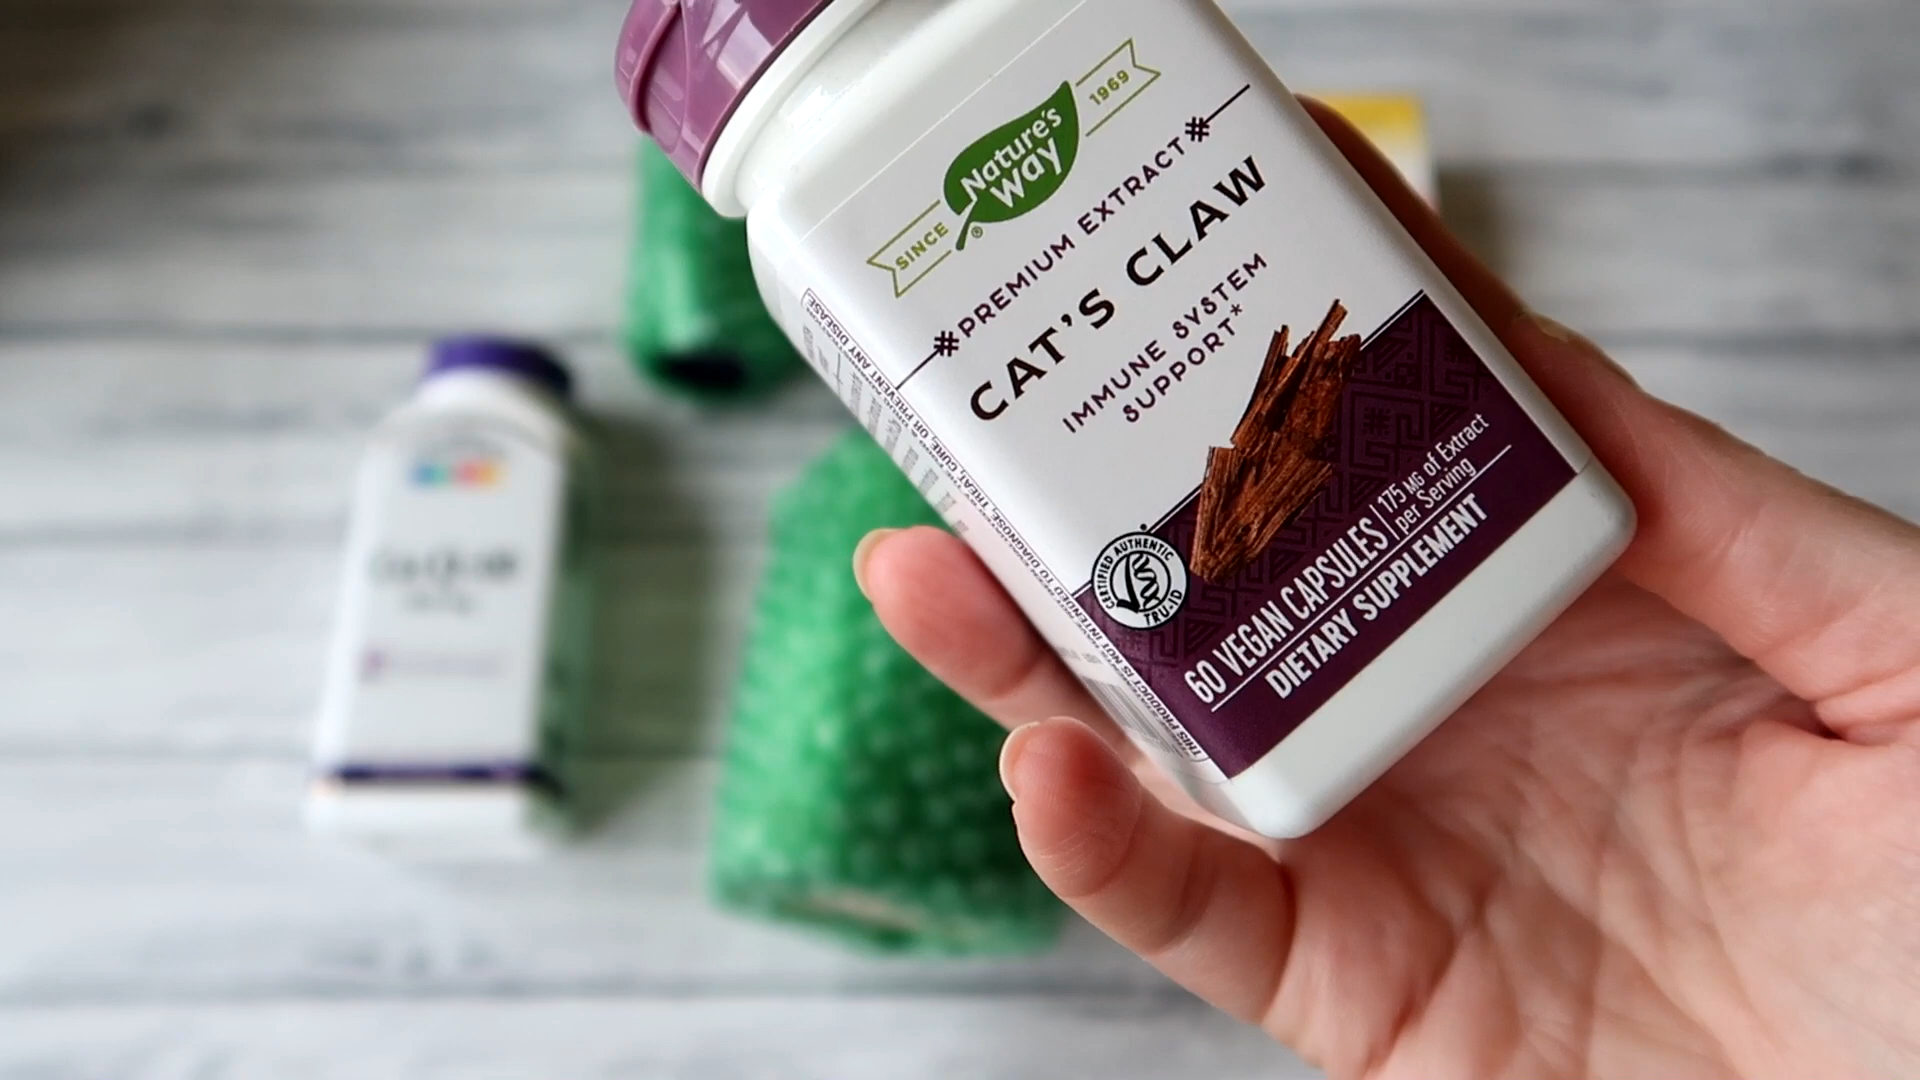 SINCE
Nature's
Way®
1969
PREMIUM EXTRACT
CAT'S CLAW
IMMUNE SYSTEM
SUPPORT*
CERTIFIED AUTHENTIC
TRU-ID
60 VEGAN CAPSULES
175 MG of Extract
per Serving
DIETARY SUPPLEMENT
THIS PRODUCT IS NOT INTENDED TO DIAGNOSE, TREAT, CURE, OR PREVENT ANY DISEASE.